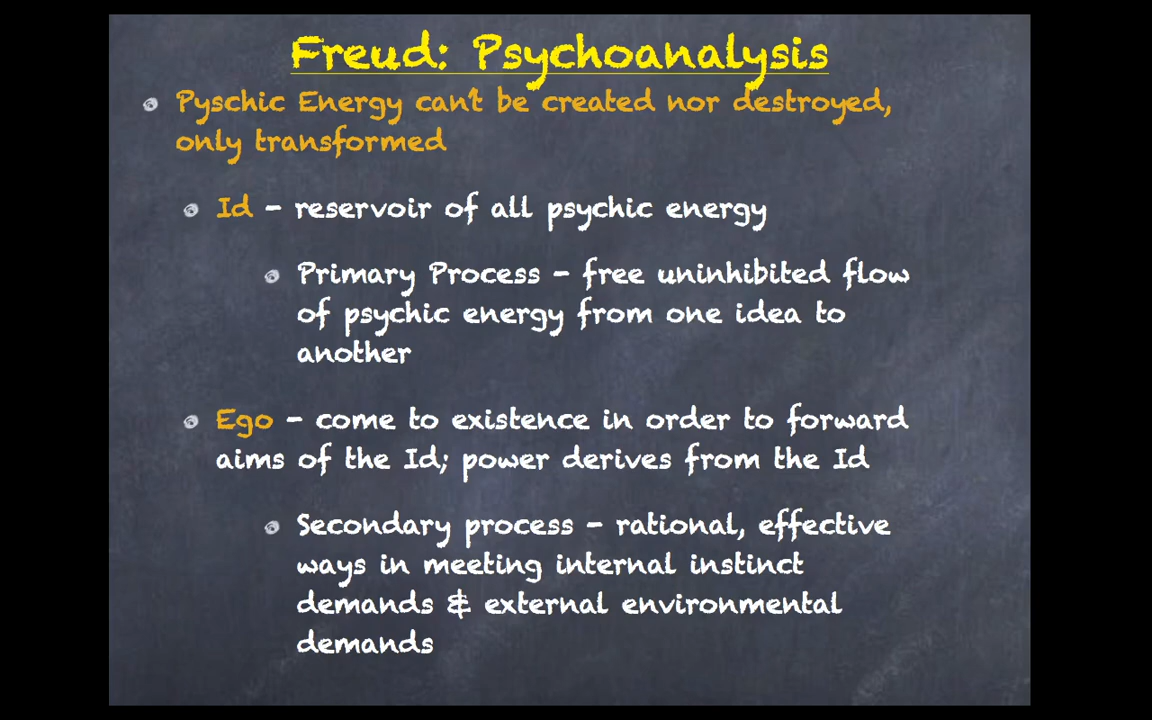 Freud: Psychoanalysis
Pyschic Energy can't be created nor destroyed,
only transformed
Id - reservoir of all psychic energy
Primary Process - free uninhibited flow
of psychic energy from one idea to
another
Ego - come to existence in order to forward
aims of the Id; power derives from the Id
Secondary process - rational, effective
ways in meeting internal instinct
demands & external environmental
demands